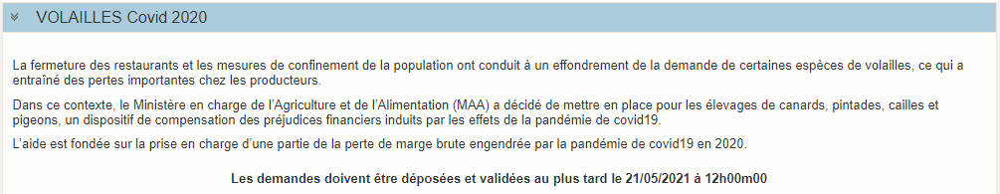 VOLAILLES Covid 2020
La fermeture des restaurants et les mesures de confinement de la population ont conduit à un effondrement de la demande de certaines espèces de volailles, ce qui a
entraîné des pertes importantes chez les producteurs.
Dans ce contexte, le Ministère en charge de l'Agriculture et de l'Alimentation (MAA) a décidé de mettre en place pour les élevages de canards, pintades, cailles et
pigeons, un dispositif de compensation des préjudices financiers induits par les effets de la pandémie de covid19.
L'aide est fondée sur la prise en charge d'une partie de la perte de marge brute engendrée par la pandémie de covid19 en 2020.
Les demandes doivent être déposées et validées au plus tard le 21/05/2021 à 12h00m00